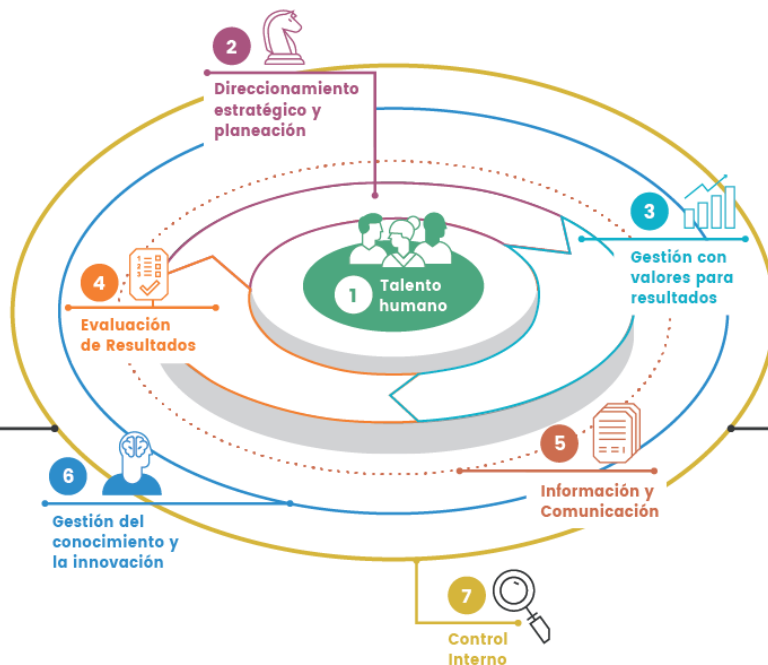 2
Direccionamiento
estratégico y
planeación
3
Gestión con
valores para
resultados
1
Talento
humano
4
Evaluación
de Resultados
5
Información y
Comunicación
6
Gestión del
conocimiento y
la innovación
7
Control
Interno